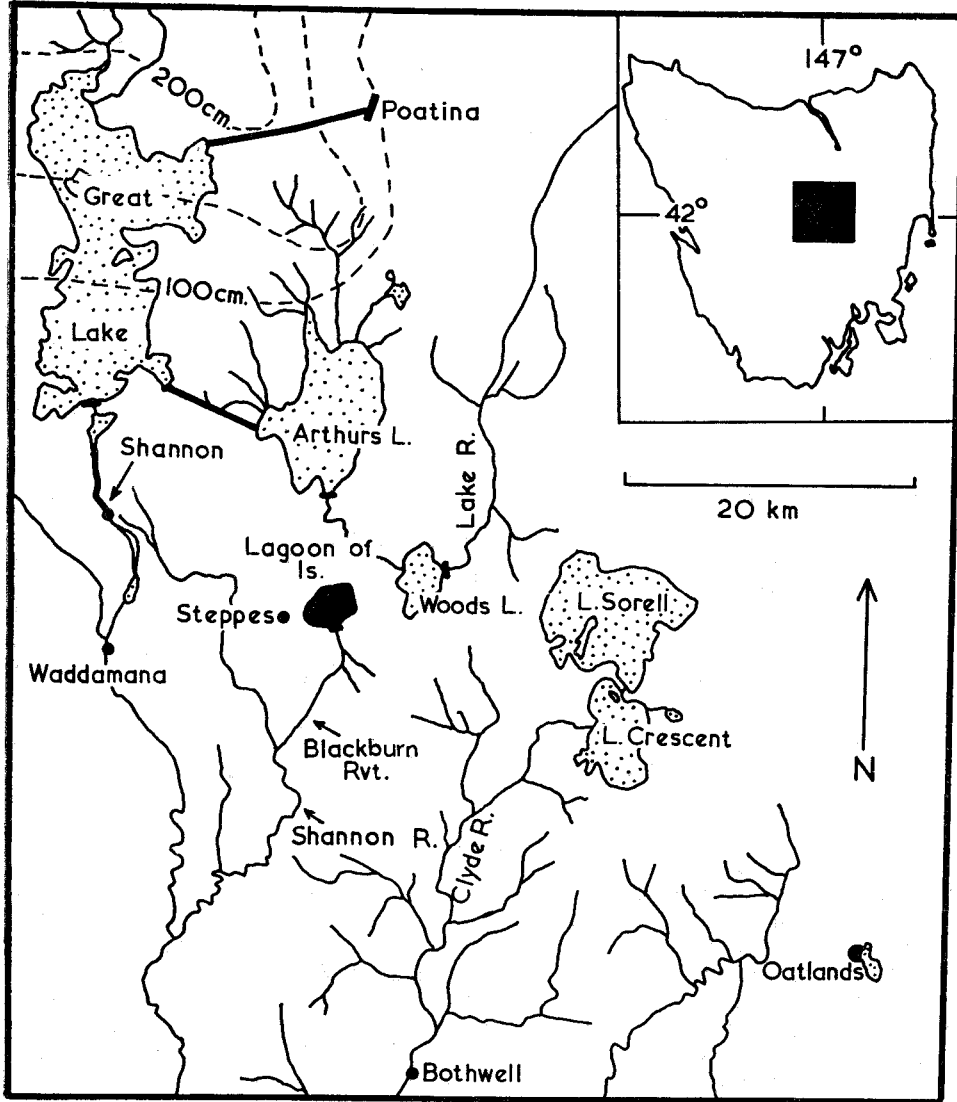 147°
200cm.
Poatina
42°
Great
100cm.
Lake
Arthurs L.
Shannon
Lake R.
20 km
Lagoon of
Is.
Woods L.
L. Sorell
Steppes
Waddamana
L. Crescent
Blackburn
Rvt.
N
Shannon R.
Clyde R.
Oatlands
Bothwell